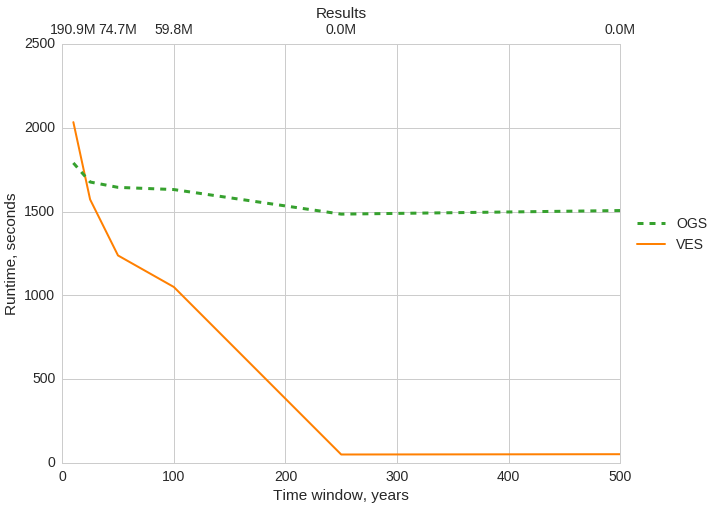 Results
190.9M 74.7M 59.8M 0.0M 0.0M
2500
2000
1500
1000
500
0
Runtime, seconds
0 100 200 300 400 500
Time window, years
OGS
VES